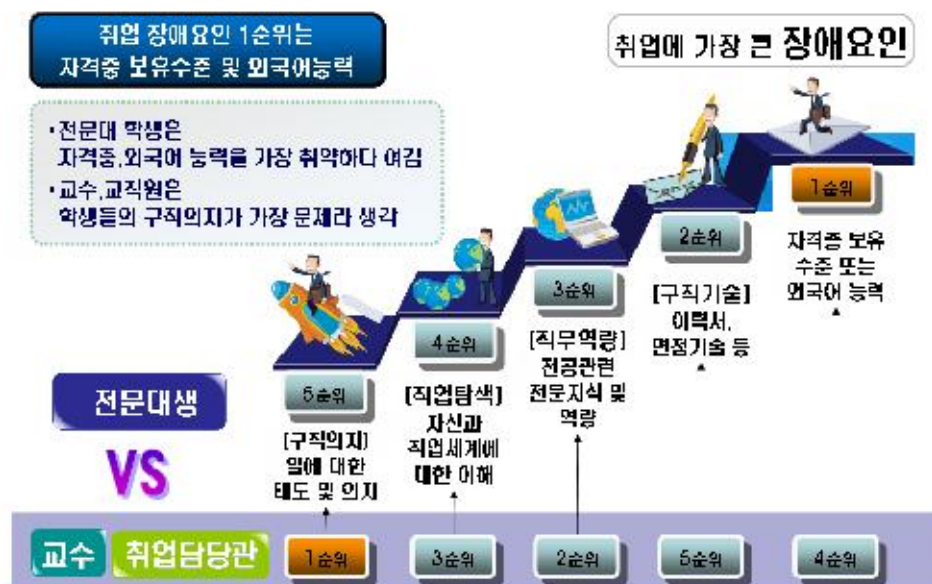 취업 장애요인 1순위는
자격증 보유수준 및 외국어능력
취업에 가장 큰 장애요인
•전문대 학생은
자격증,외국어 능력을 가장 취약하다 여김
•교수,교직원은
학생들의 구직의지가 가장 문제라 생각
1순위
자격증 보유
수준 또는
외국어 능력
2순위
[구직기술]
이력서,
면접기술 등
3순위
[직무역량]
전공관련
전문지식 및
역량
4순위
[직업탐색]
자신과
직업세계에
대한 이해
5순위
[구직의지]
일에 대한
태도 및 의지
전문대생
VS
교수 취업담당관 1순위 3순위 2순위 5순위 4순위